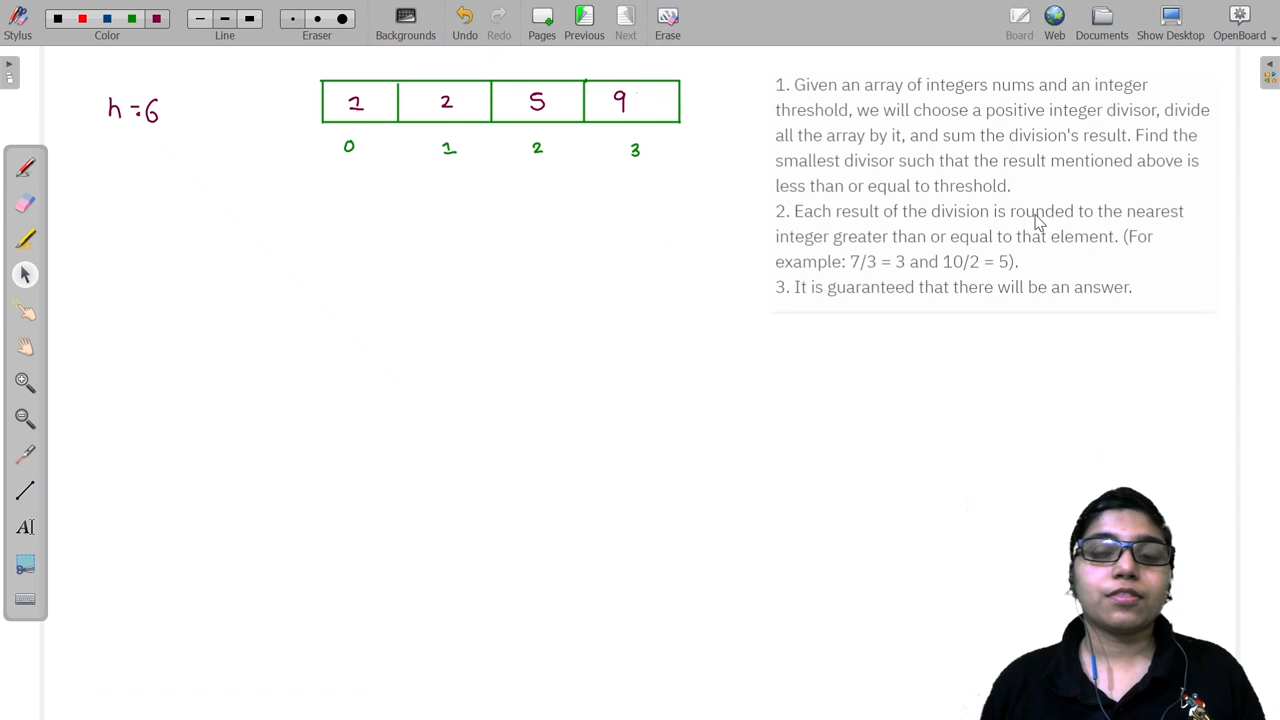 Stylus
Color
Line
Eraser
Backgrounds
Undo
Redo
Pages
Previous
Next
Erase
Board
Web
Documents
Show Desktop
OpenBoard
h = 6
1 2 5 9
0 1 2 3
1. Given an array of integers nums and an integer
threshold, we will choose a positive integer divisor, divide
all the array by it, and sum the division's result. Find the
smallest divisor such that the result mentioned above is
less than or equal to threshold.
2. Each result of the division is rounded to the nearest
integer greater than or equal to that element. (For
example: 7/3 = 3 and 10/2 = 5).
3. It is guaranteed that there will be an answer.
AI